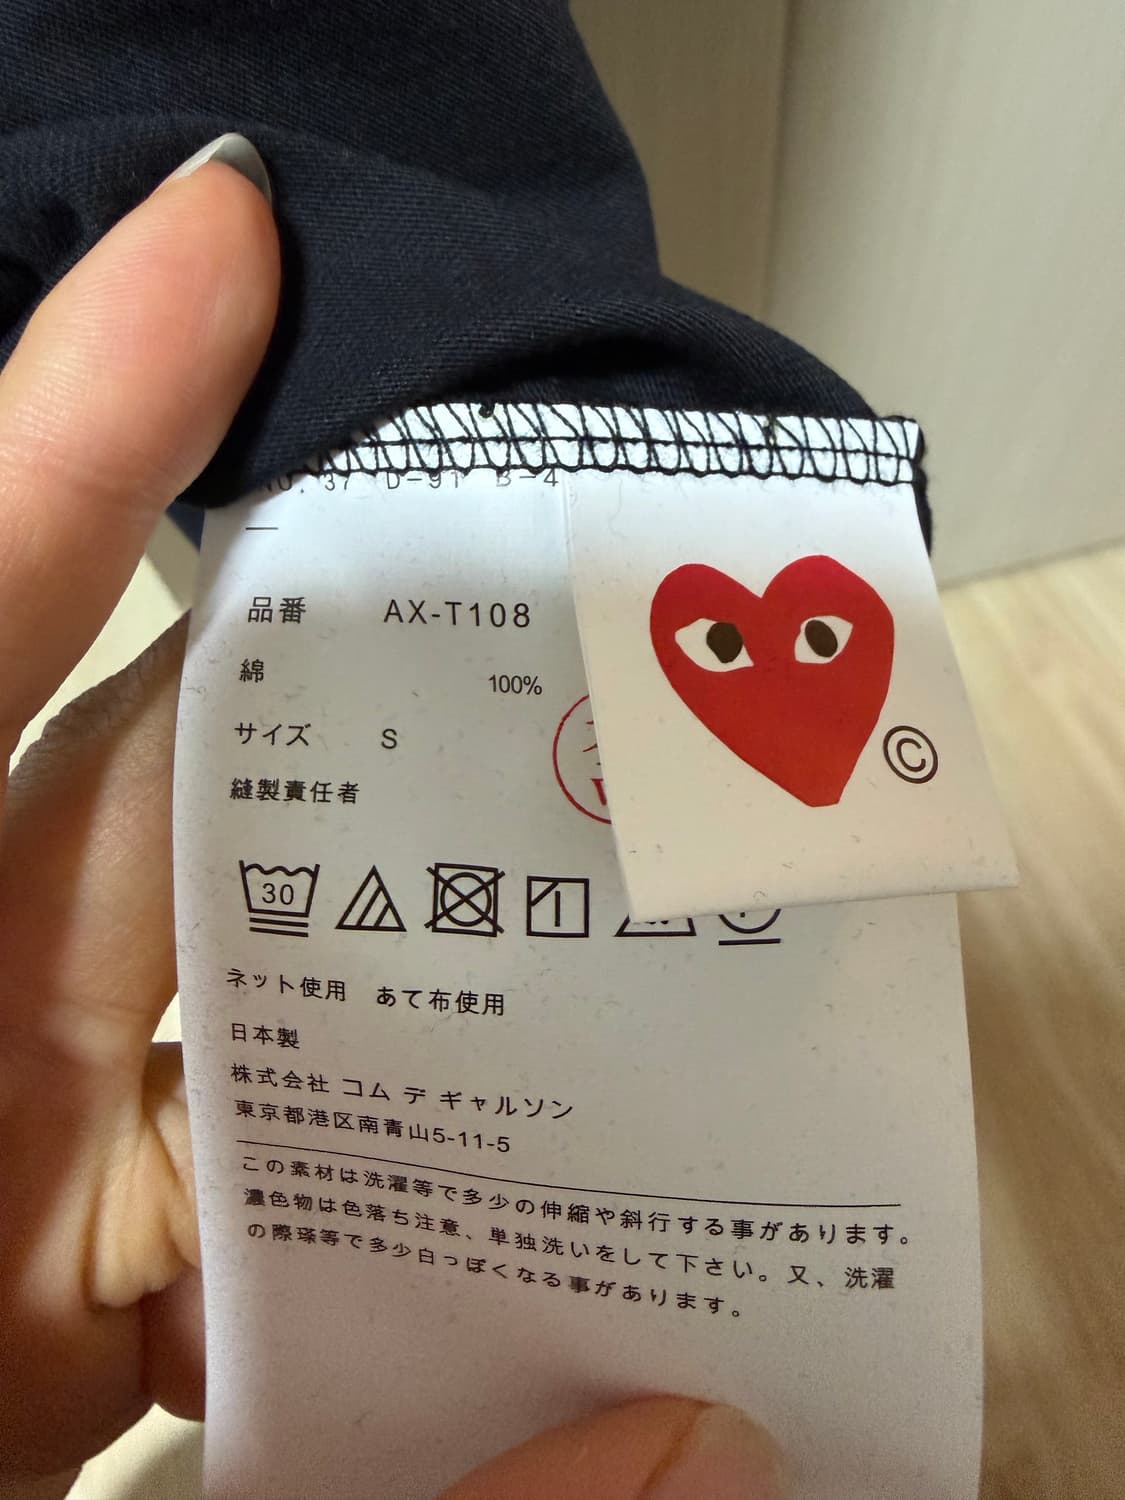 NO. 37 D-91 B-4
—
品番 AX-T108
綿 100%
サイズ S
縫製責任者
©
30
ネット使用 あて布使用
日本製
株式会社 コム デ ギャルソン
東京都港区南青山5-11-5
この素材は洗濯等で多少の伸縮や斜行する事があります。
濃色物は色落ち注意、単独洗いをして下さい。又、洗濯
の際瑧等で多少白っぽくなる事があります。